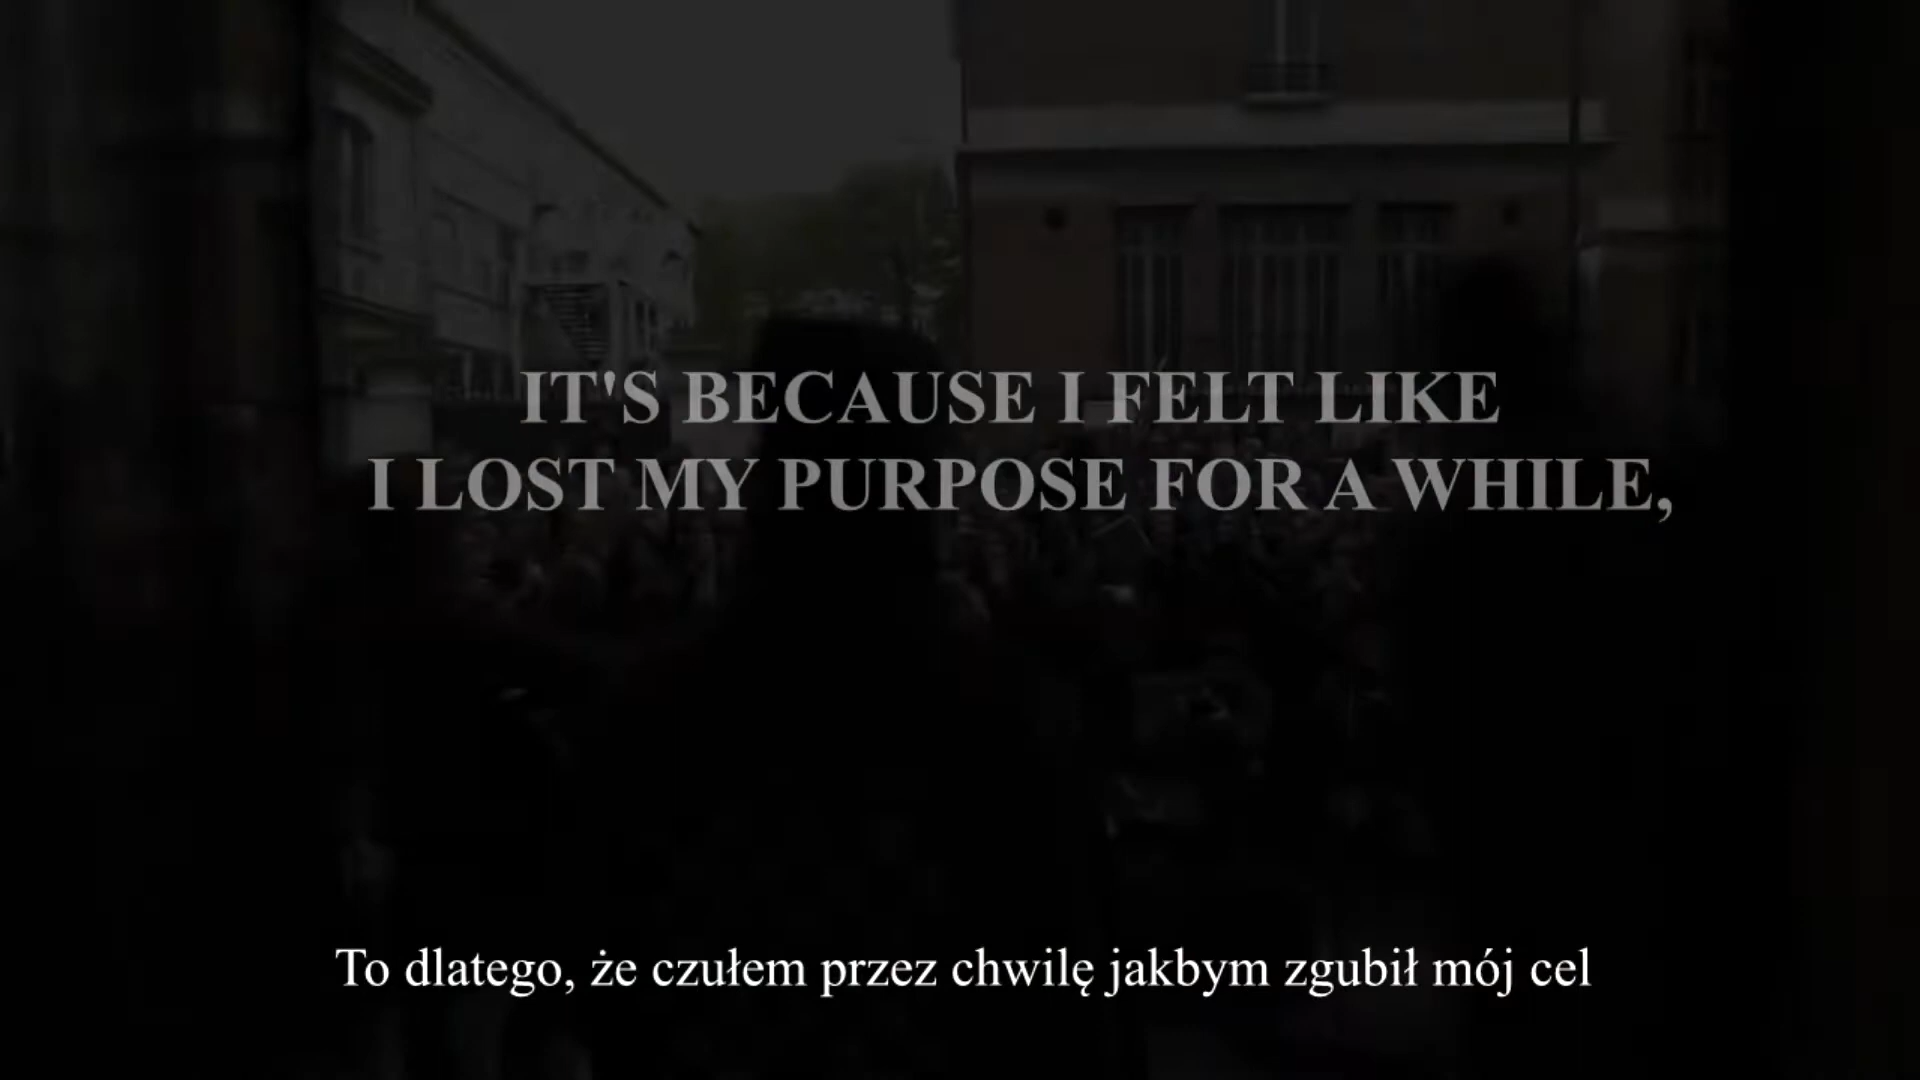 IT'S BECAUSE I FELT LIKE
I LOST MY PURPOSE FOR A WHILE,
To dlatego, że czułem przez chwilę jakbym zgubił mój cel